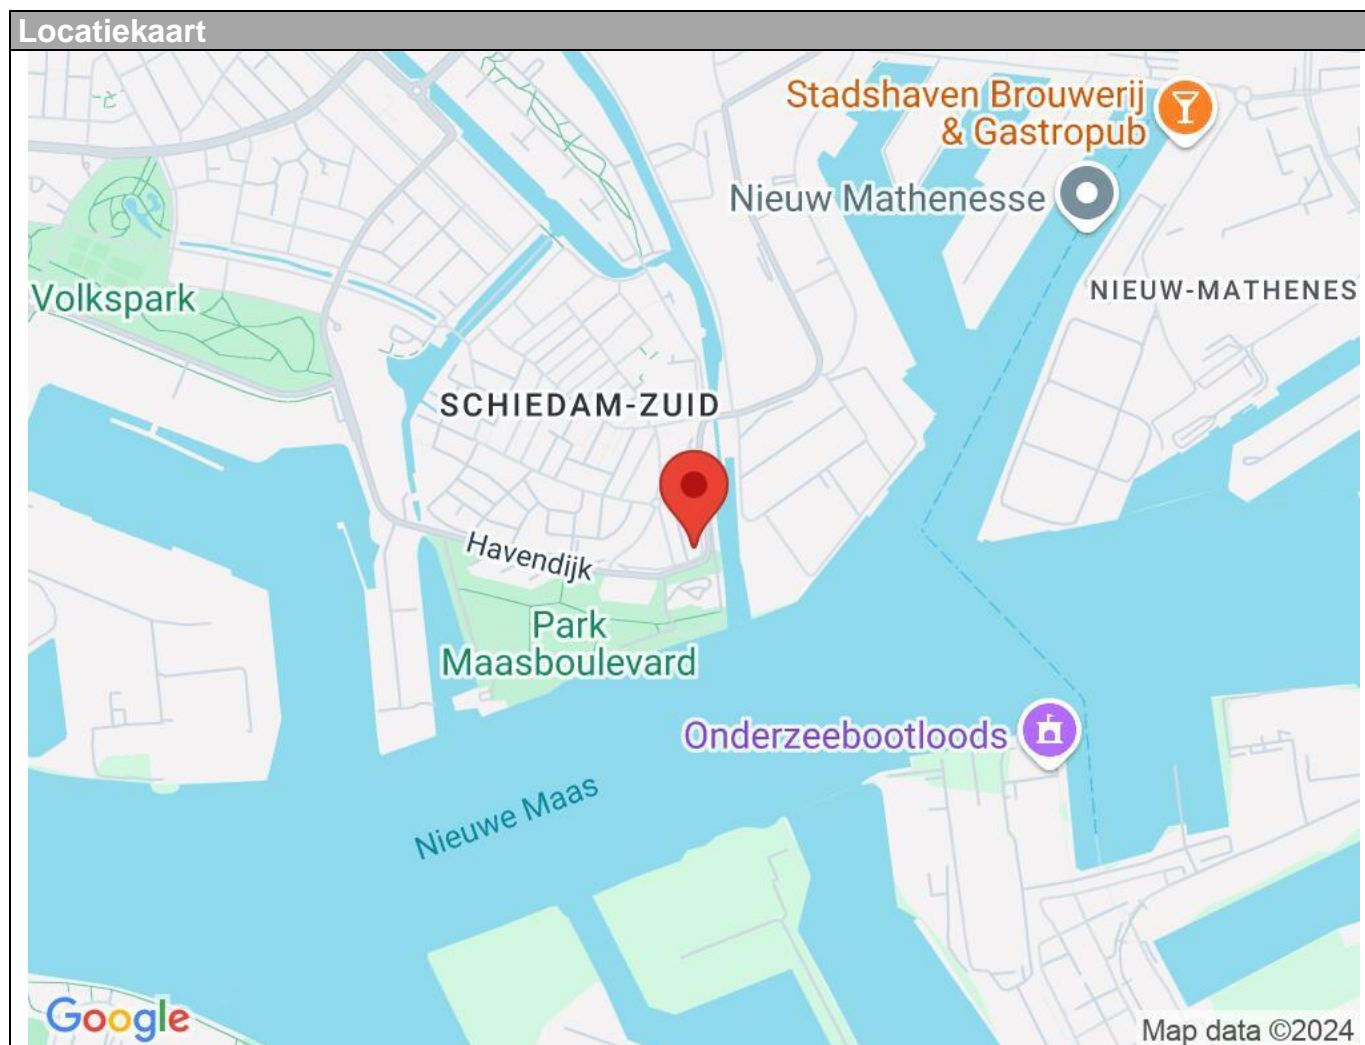 Locatiekaart
Stadshaven Brouwerij
& Gastropub
Nieuw Mathenesse
NIEUW-MATHENES
Volkspark
SCHIEDAM-ZUID
Havendijk
Park
Maasboulevard
Onderzeebootloods
Nieuwe Maas
Google
Map data ©2024